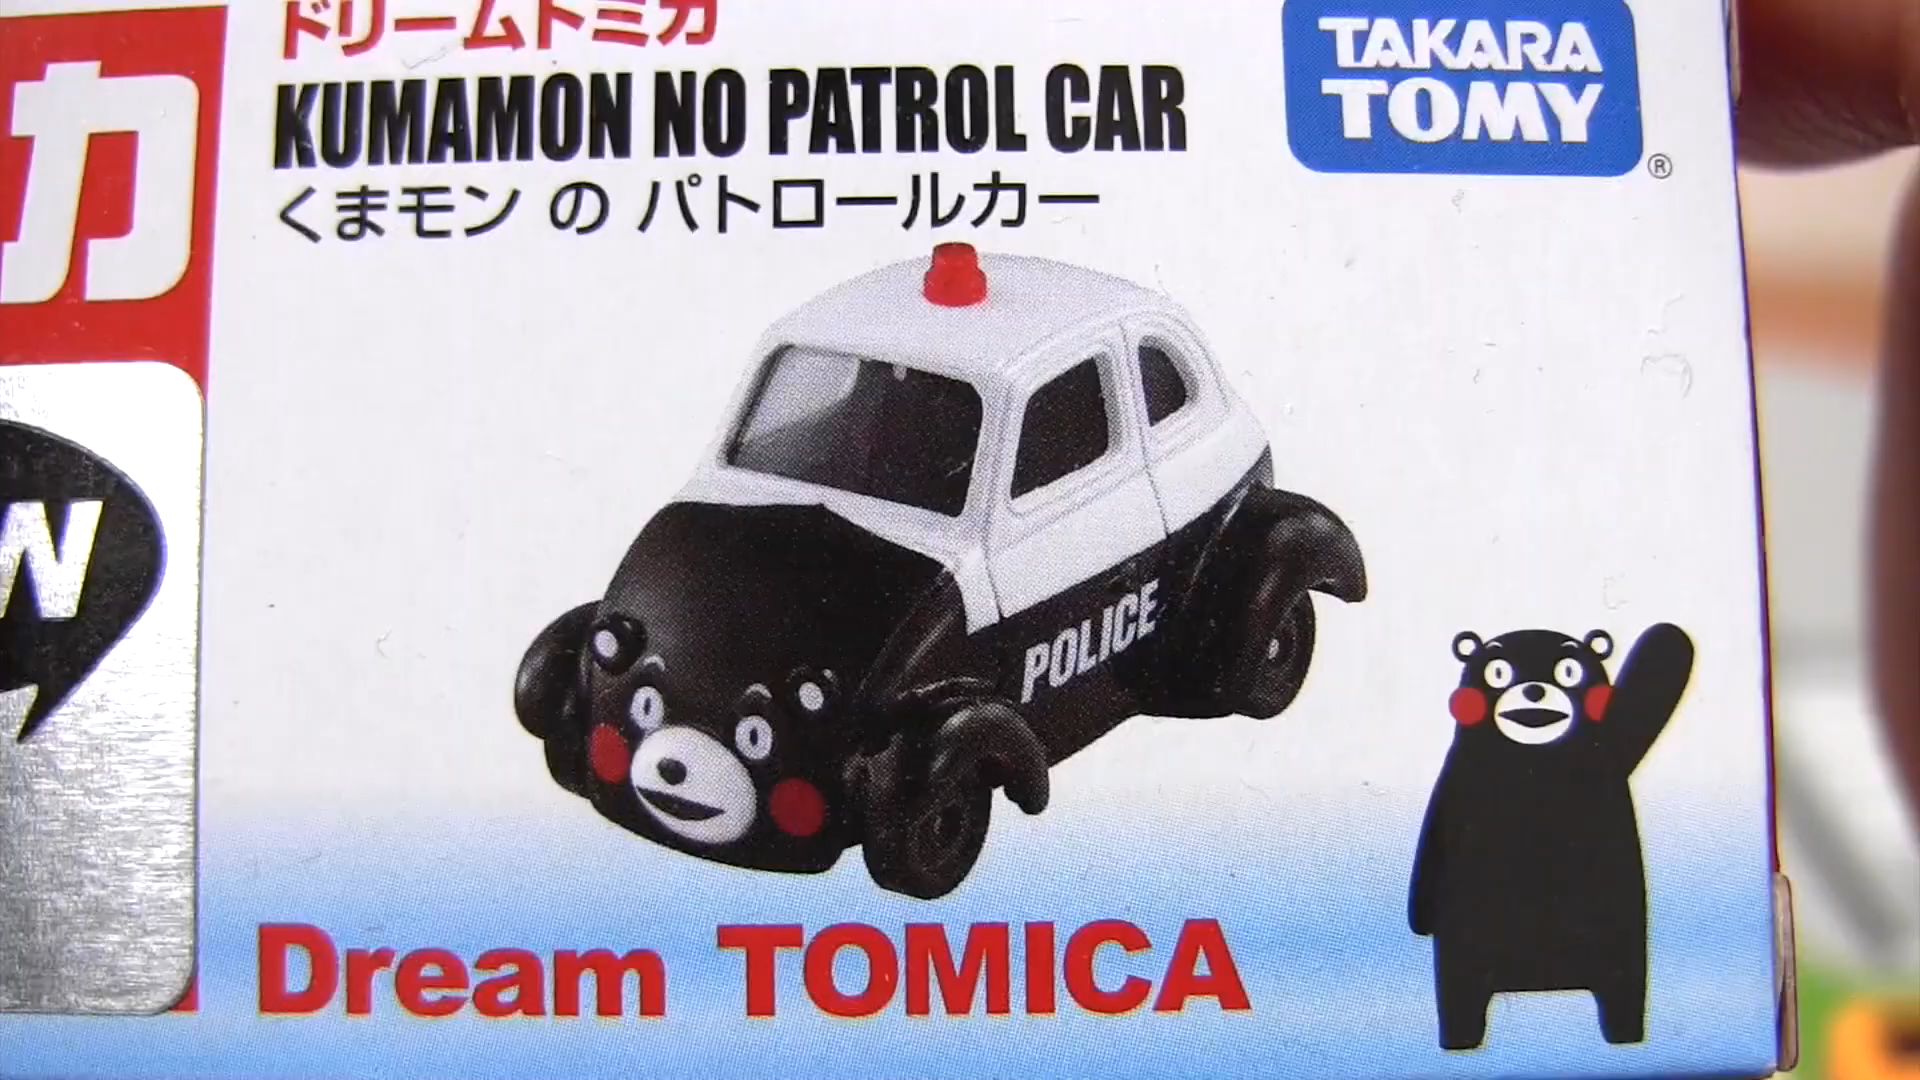 ドリームトミカ
KUMAMON NO PATROL CAR
くまモン の パトロールカー
TAKARA
TOMY
®
カ
W
POLICE
Dream TOMICA